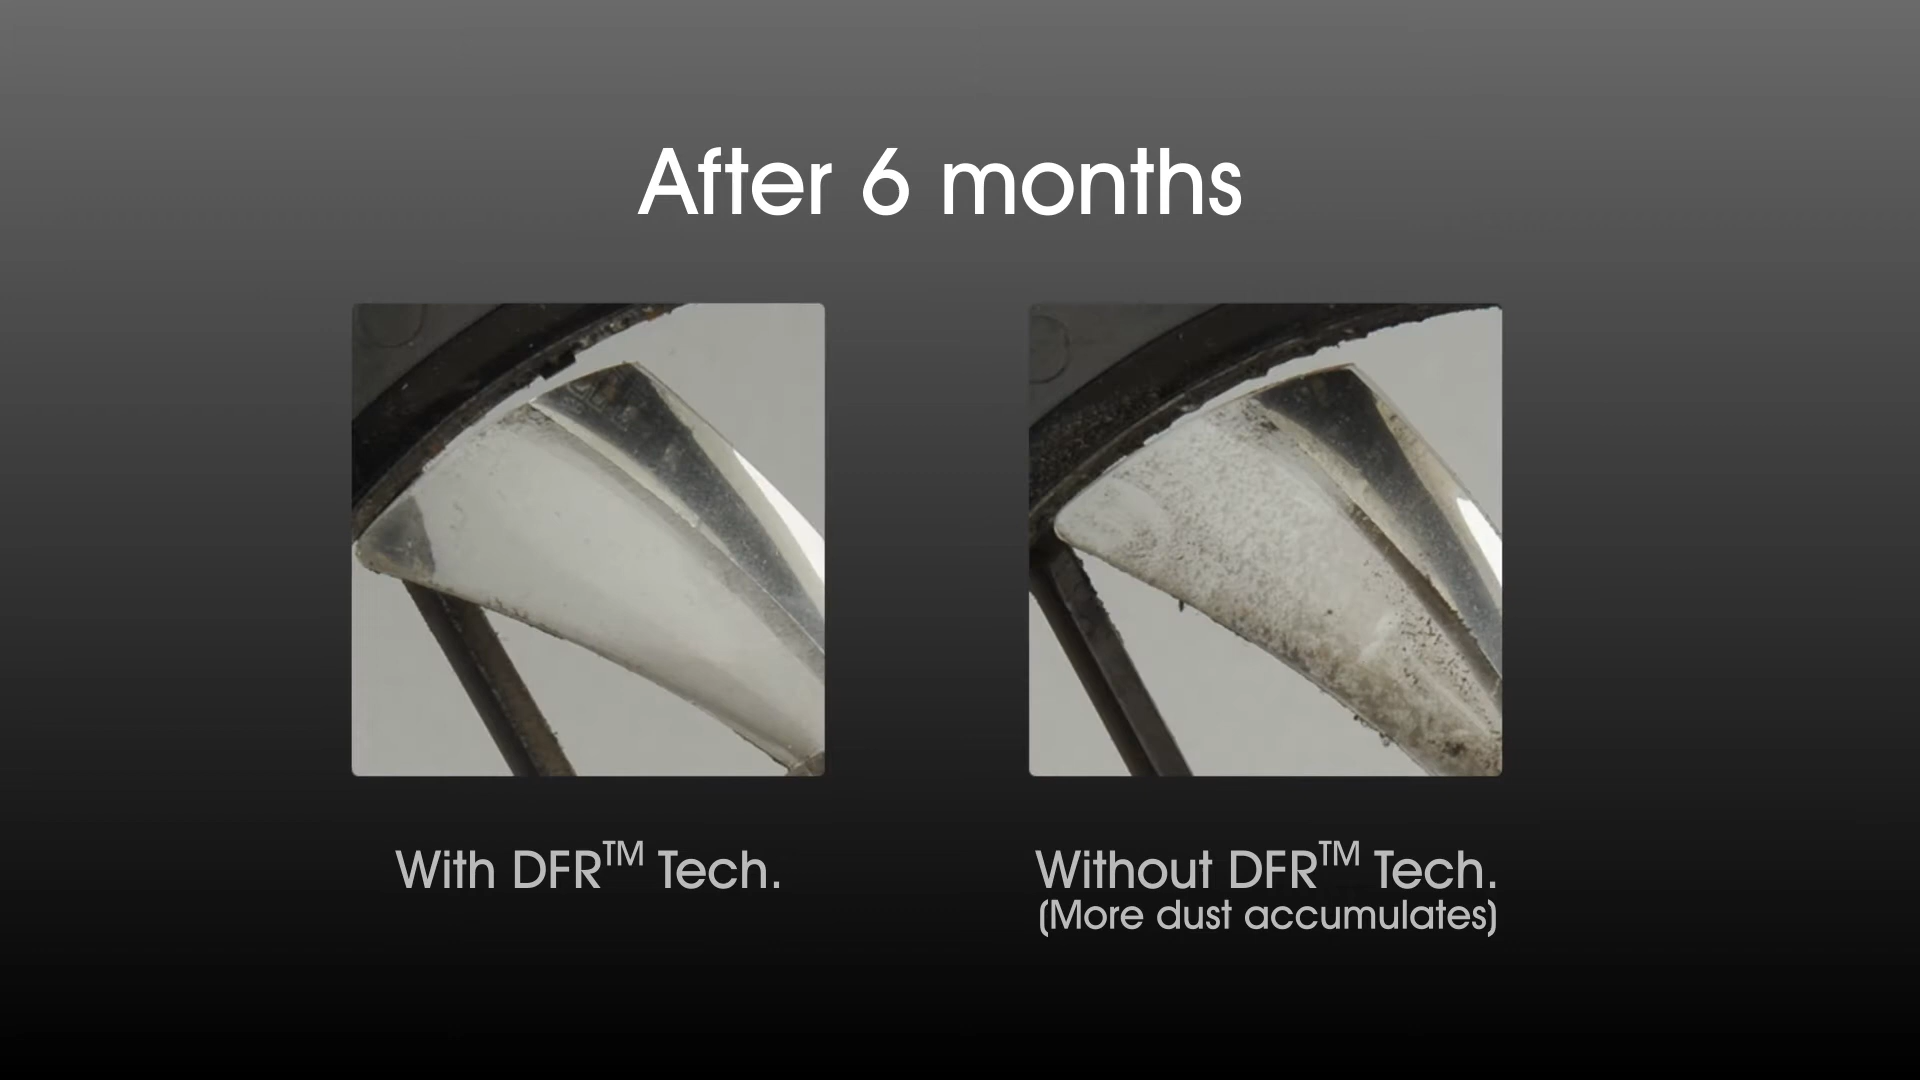 After 6 months
With DFR™ Tech.
Without DFR™ Tech.
(More dust accumulates)